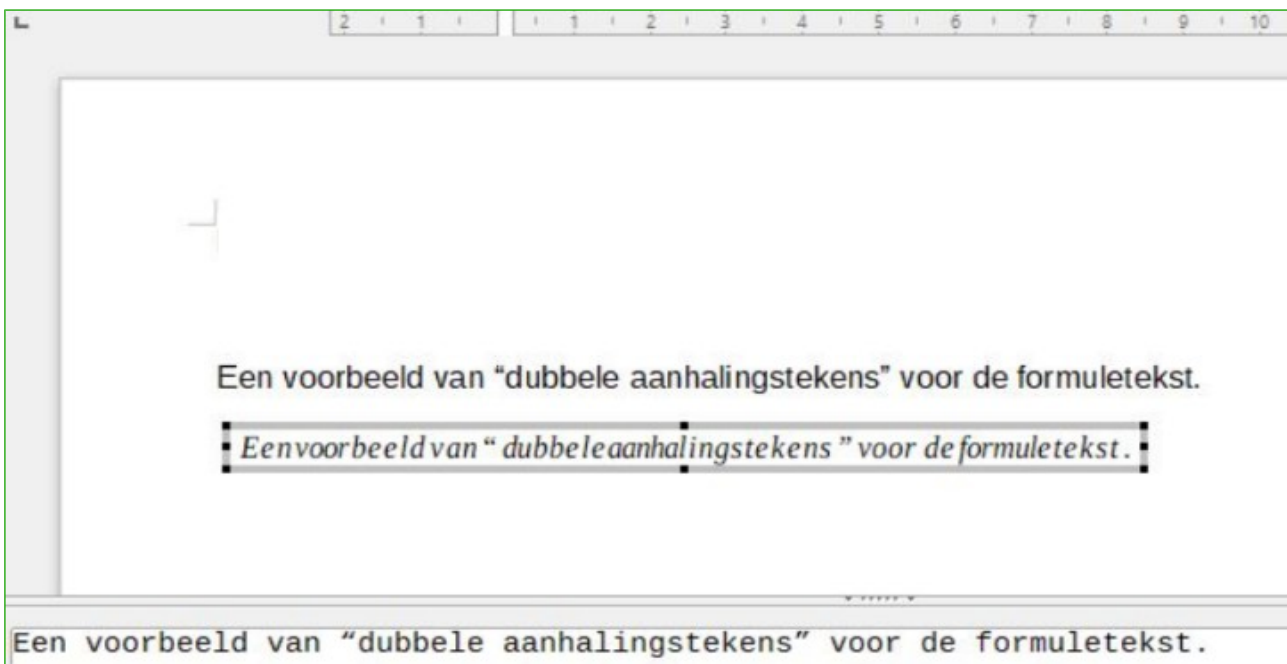 2 1 1 2 3 4 5 6 7 8 9 10
Een voorbeeld van “dubbele aanhalingstekens” voor de formuletekst.
Eenvoorbeeldvan“dubbeleaanhalingstekens”voor deformuletekst.
Een voorbeeld van “dubbele aanhalingstekens” voor de formuletekst.